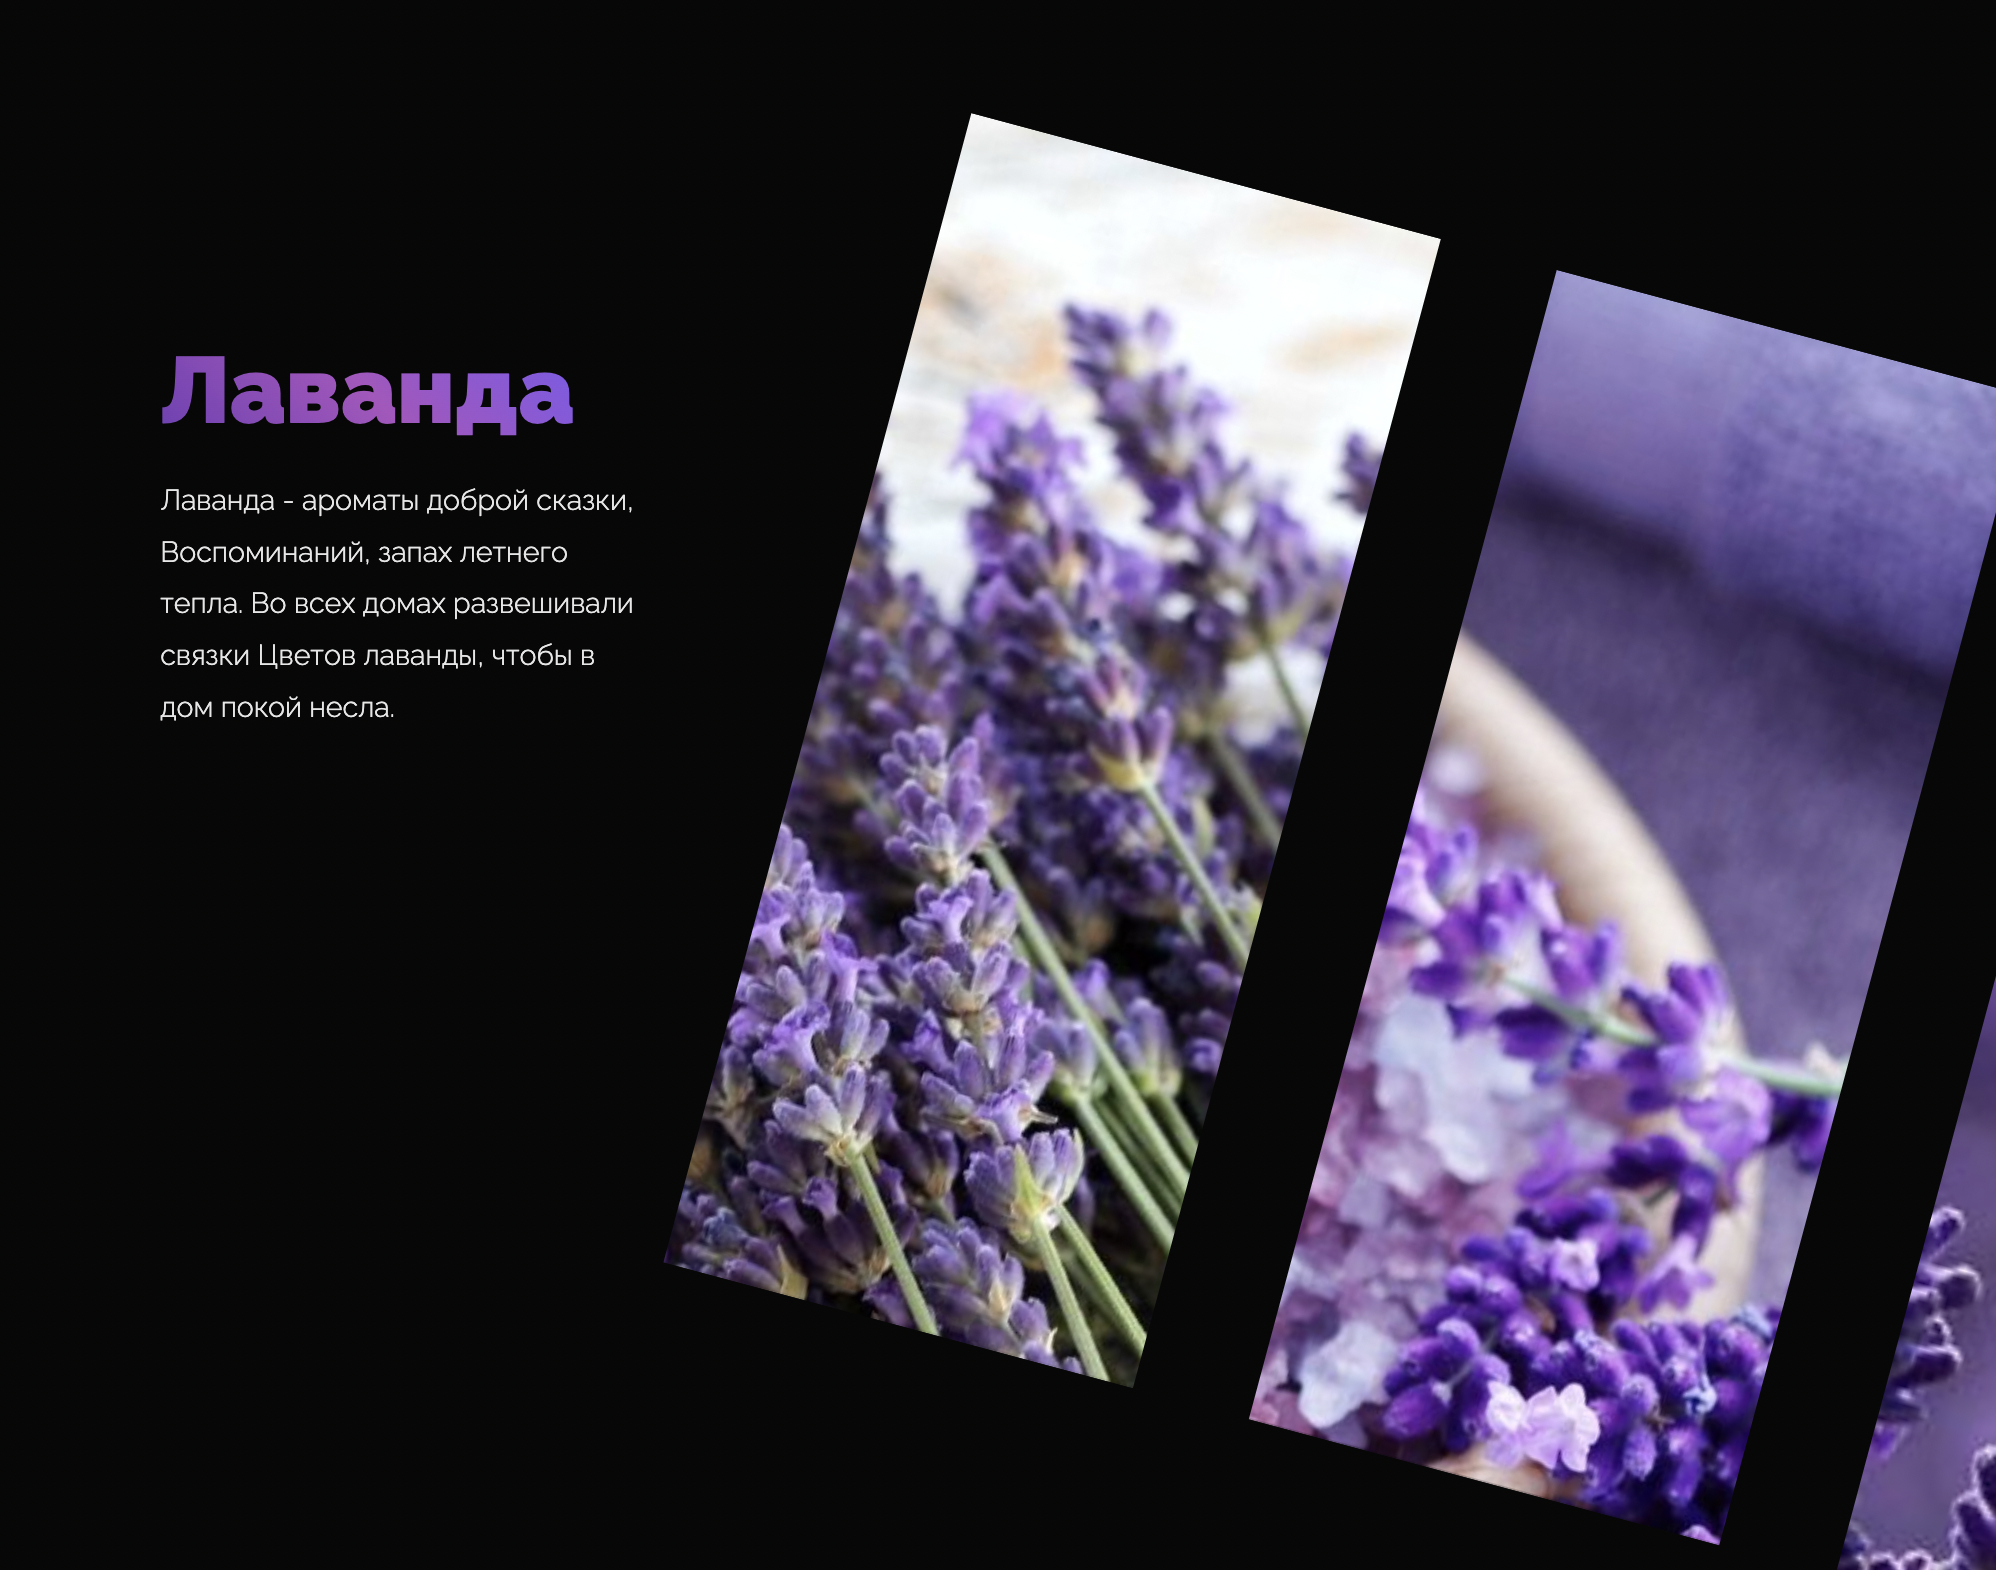 Лаванда
Лаванда - ароматы доброй сказки,
Воспоминаний, запах летнего
тепла. Во всех домах развешивали
связки Цветов лаванды, чтобы в
дом покой несла.